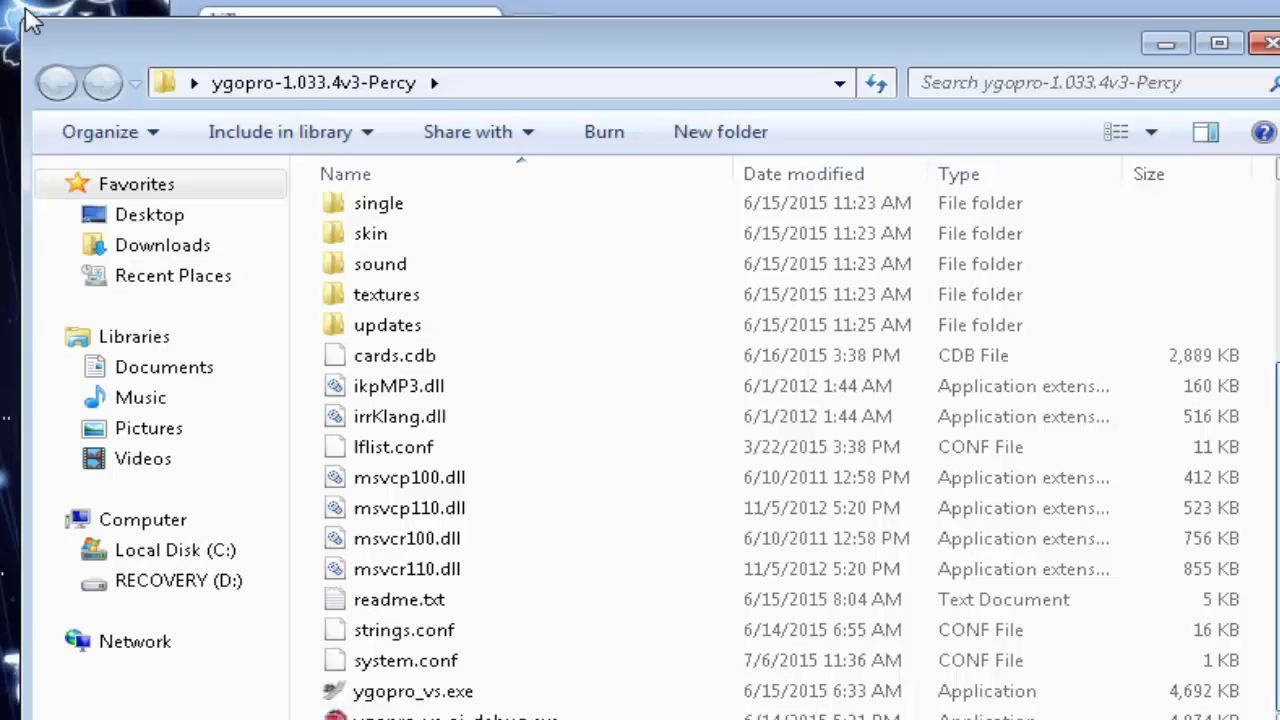 ygopro-1.033.4v3-Percy
Search ygopro-1.033.4v3-Percy
Organize Include in library Share with Burn New folder
Name Date modified Type Size
Favorites
Desktop
Downloads
Recent Places
Libraries
Documents
Music
Pictures
Videos
Computer
Local Disk (C:)
RECOVERY (D:)
Network
single 6/15/2015 11:23 AM File folder
skin 6/15/2015 11:23 AM File folder
sound 6/15/2015 11:23 AM File folder
textures 6/15/2015 11:23 AM File folder
updates 6/15/2015 11:25 AM File folder
cards.cdb 6/16/2015 3:38 PM CDB File 2,889 KB
ikpMP3.dll 6/1/2012 1:44 AM Application extens... 160 KB
irrKlang.dll 6/1/2012 1:44 AM Application extens... 516 KB
lflist.conf 3/22/2015 3:38 PM CONF File 11 KB
msvcp100.dll 6/10/2011 12:58 PM Application extens... 412 KB
msvcp110.dll 11/5/2012 5:20 PM Application extens... 523 KB
msvcr100.dll 6/10/2011 12:58 PM Application extens... 756 KB
msvcr110.dll 11/5/2012 5:20 PM Application extens... 855 KB
readme.txt 6/15/2015 8:04 AM Text Document 5 KB
strings.conf 6/14/2015 6:55 AM CONF File 16 KB
system.conf 7/6/2015 11:36 AM CONF File 1 KB
ygopro_vs.exe 6/15/2015 6:33 AM Application 4,692 KB